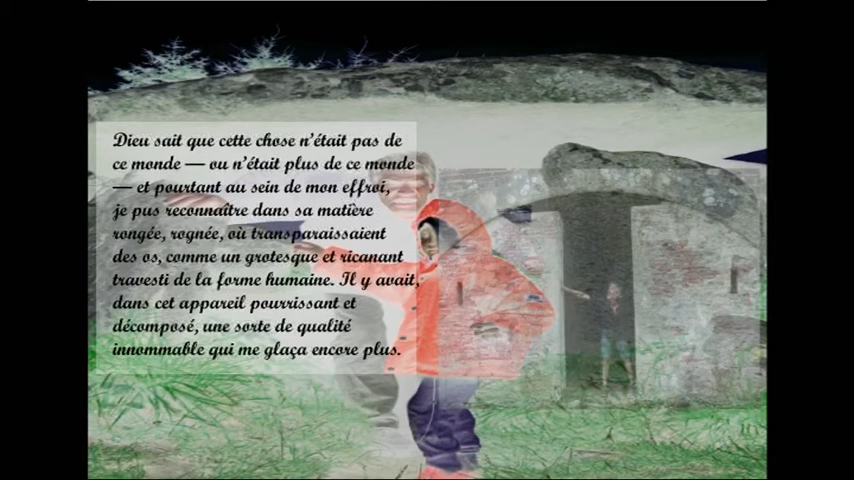 Dieu sait que cette chose n'était pas de
ce monde — ou n'était plus de ce monde
— et pourtant au sein de mon effroi,
je pus reconnaître dans sa matière
rongée, rognée, où transparaissaient
des os, comme un grotesque et ricanant
travesti de la forme humaine. Il y avait,
dans cet appareil pourrissant et
décomposé, une sorte de qualité
innommable qui me glaça encore plus.